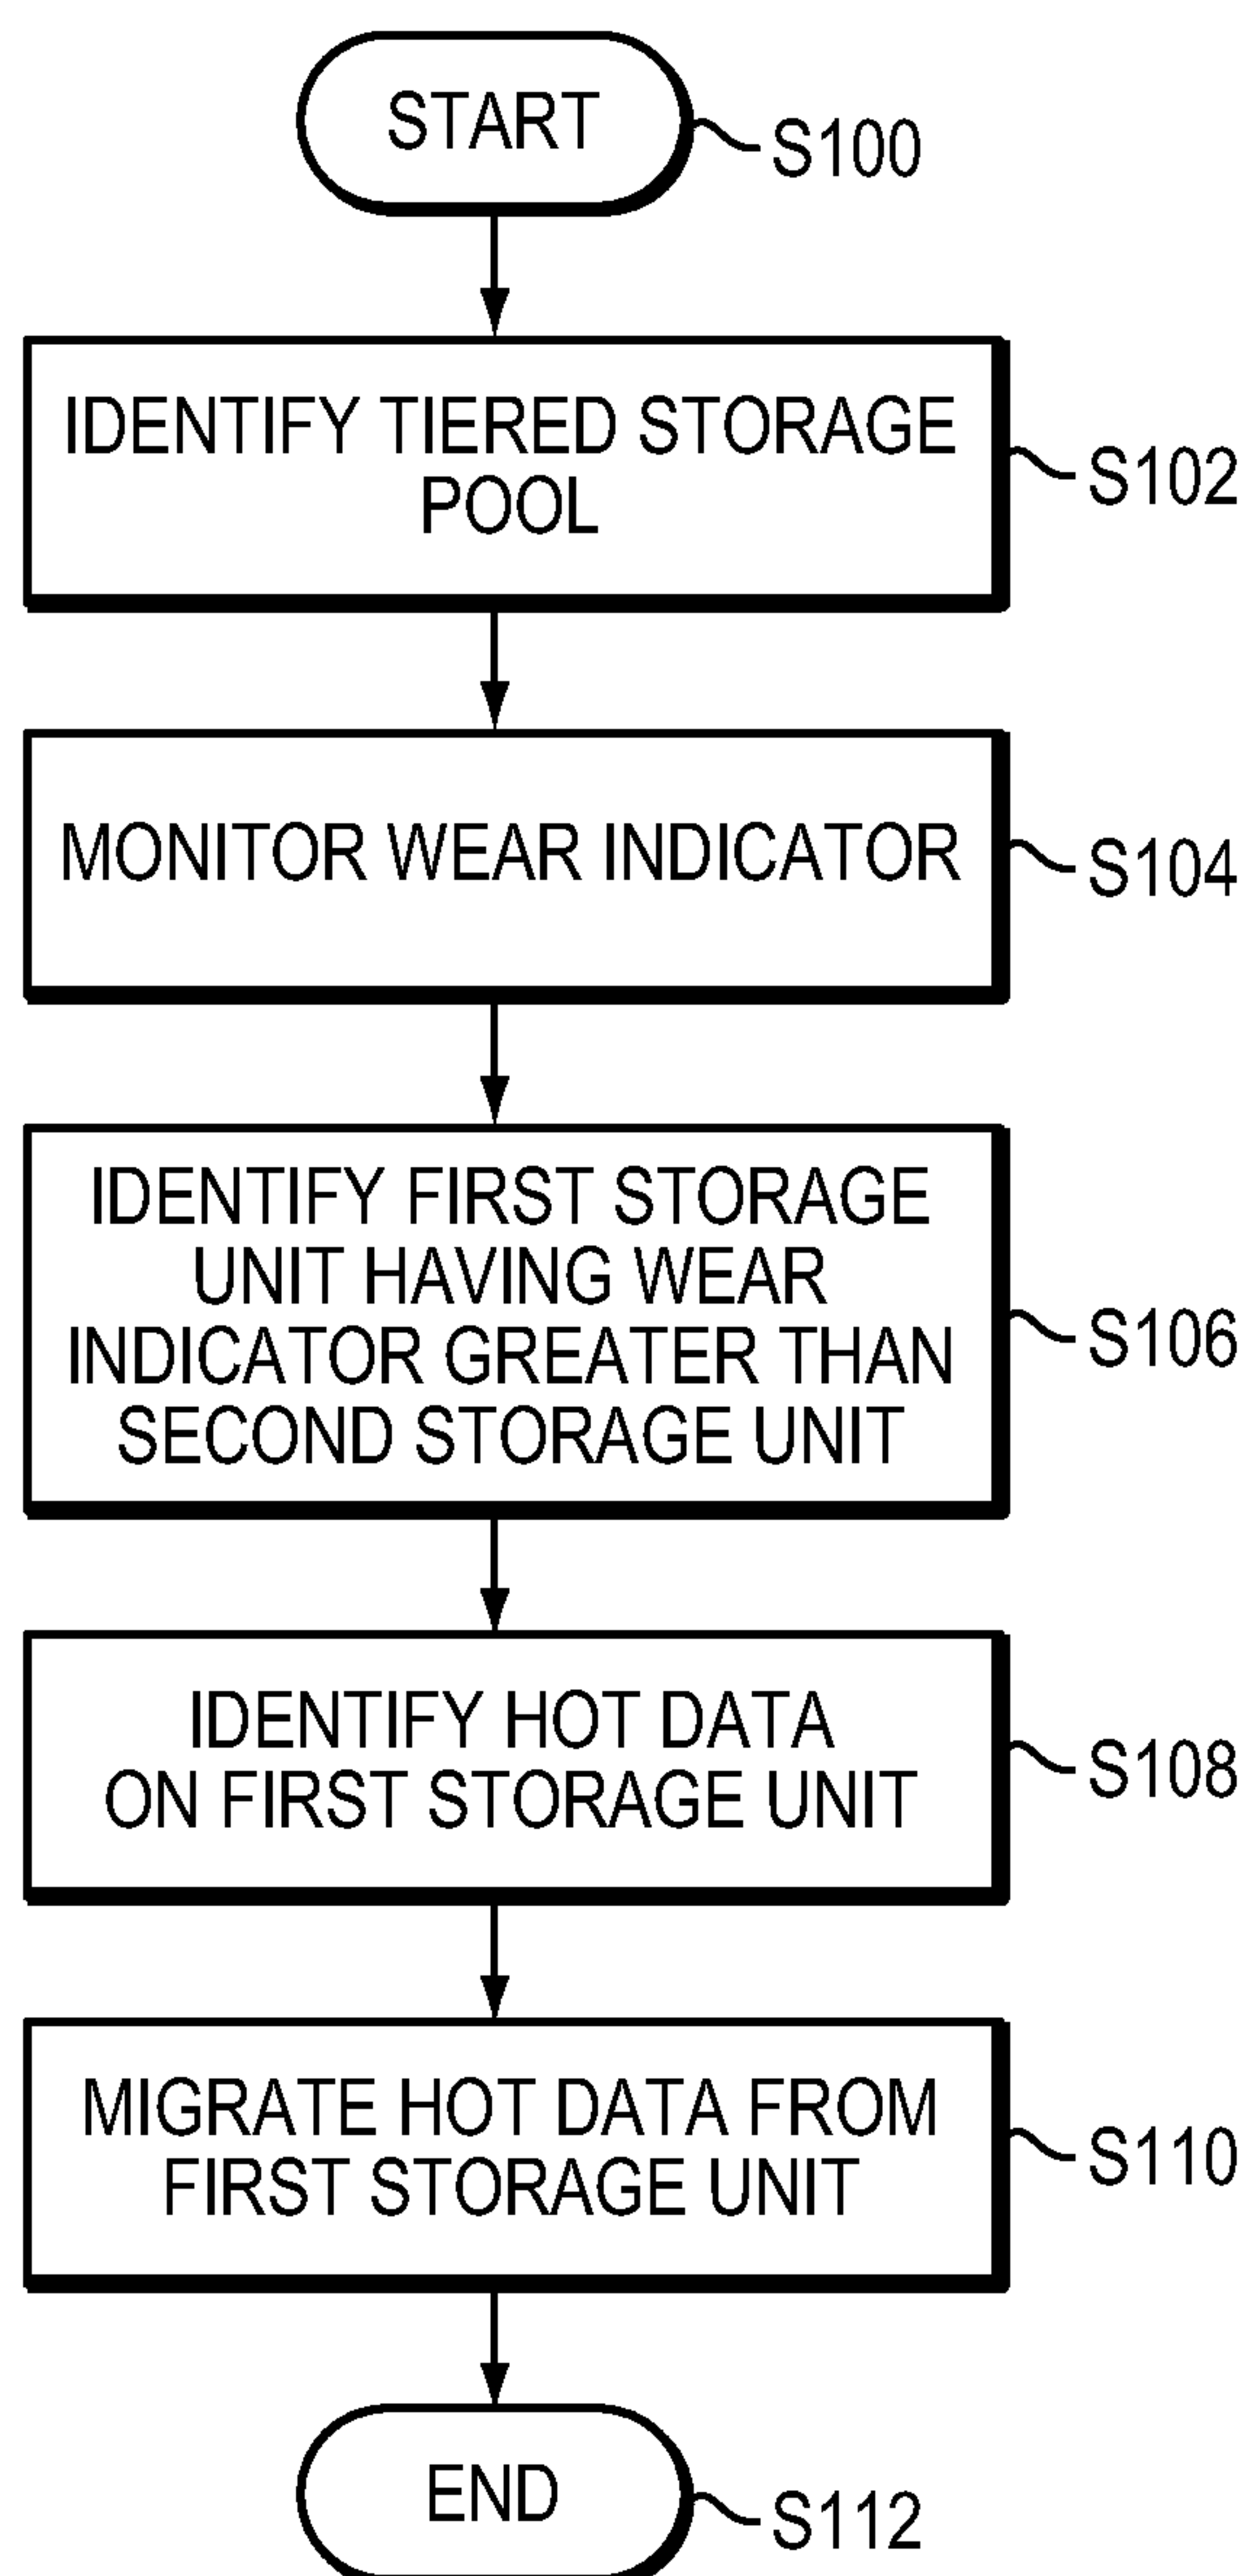 START
S100
IDENTIFY TIERED STORAGE
POOL
S102
MONITOR WEAR INDICATOR
S104
IDENTIFY FIRST STORAGE
UNIT HAVING WEAR
INDICATOR GREATER THAN
SECOND STORAGE UNIT
S106
IDENTIFY HOT DATA
ON FIRST STORAGE UNIT
S108
MIGRATE HOT DATA FROM
FIRST STORAGE UNIT
S110
END
S112